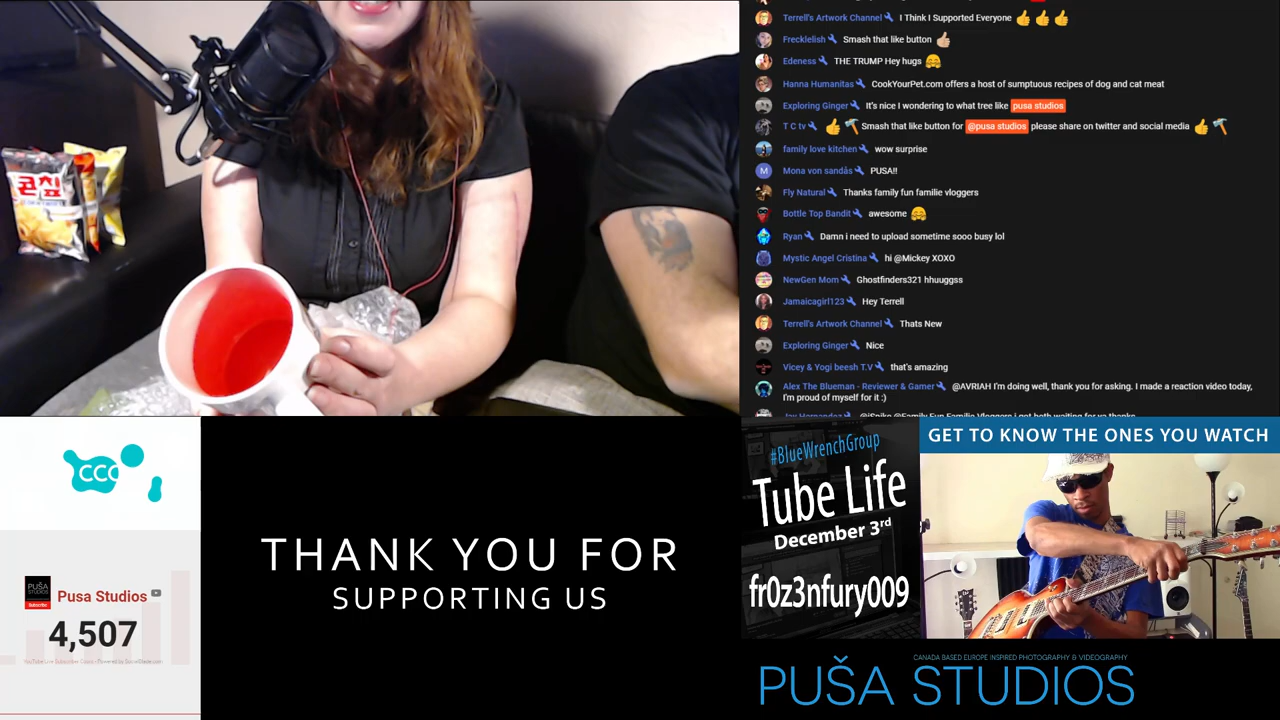 콘칩
Terrell's Artwork Channel I Think I Supported Everyone 👍 👍 👍
Frecklelish Smash that like button 👍
Edeness THE TRUMP Hey hugs 🤗
Hanna Humanitas CookYourPet.com offers a host of sumptuous recipes of dog and cat meat
Exploring Ginger It's nice I wondering to what tree like pusa studios
T C tv 👍 🔨 Smash that like button for @pusa studios please share on twitter and social media 👍 🔨
family love kitchen wow surprise
M Mona von sandås PUSA!!
Fly Natural Thanks family fun familie vloggers
Bottle Top Bandit awesome 🤗
Ryan Damn i need to upload sometime sooo busy lol
Mystic Angel Cristina hi @Mickey XOXO
NewGen Mom Ghostfinders321 hhuuggss
Jamaicagirl123 Hey Terrell
Terrell's Artwork Channel Thats New
Exploring Ginger Nice
Vicey & Yogi beesh T.V that's amazing
Alex The Blueman - Reviewer & Gamer @AVRIAH I'm doing well, thank you for asking. I made a reaction video today,
I'm proud of myself for it :)
CCC
PUŠA
STUDIOS
Subscribe
Pusa Studios
4,507
THANK YOU FOR
SUPPORTING US
#BlueWrenchGroup
Tube Life
December 3rd
fr0z3nfury009
GET TO KNOW THE ONES YOU WATCH
CANADA BASED EUROPE INSPIRED PHOTOGRAPHY & VIDEOGRAPHY
PUŠA STUDIOS